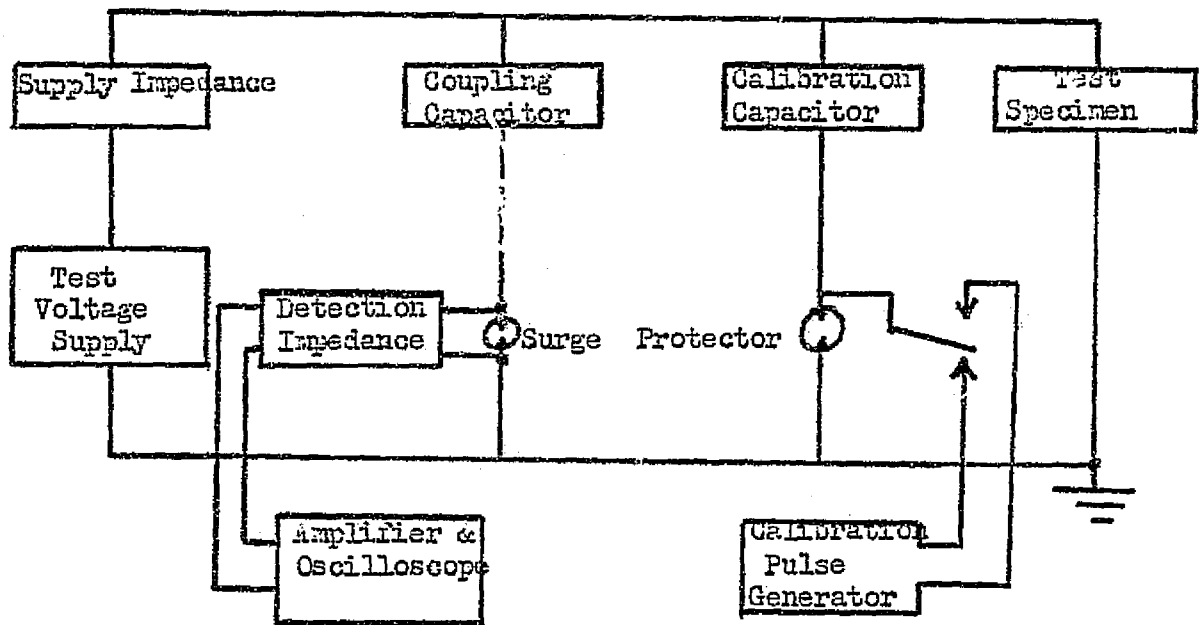 Supply Impedance
Coupling
Capacitor
Calibration
Capacitor
Test
Specimen
Test
Voltage
Supply
Detection
Impedance
Surge Protector
Amplifier &
Oscilloscope
Calibration
Pulse
Generator